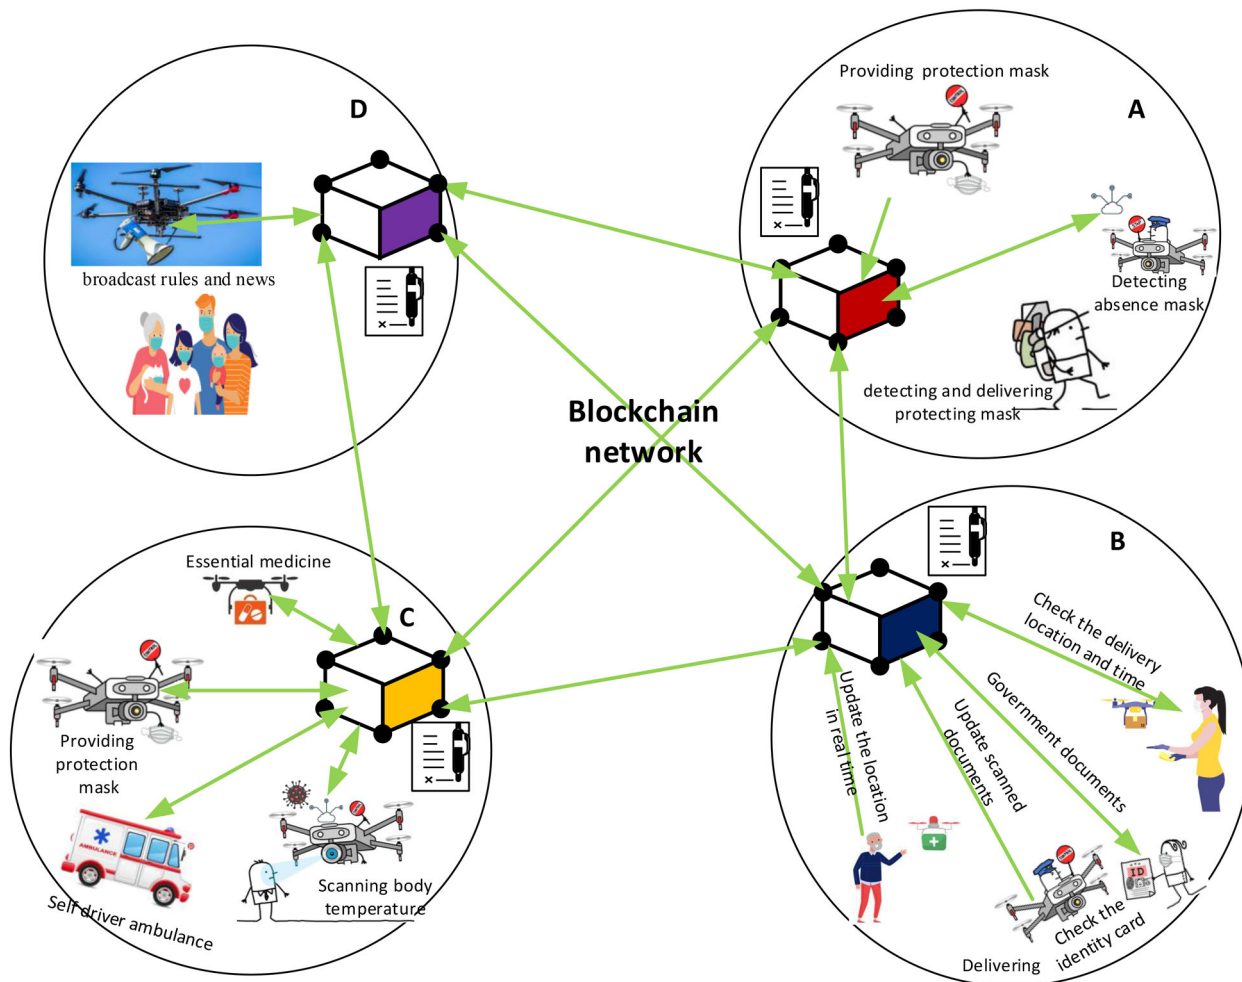 D
broadcast rules and news
Providing protection mask
A
Detecting
absence mask
detecting and delivering
protecting mask
Blockchain
network
Essential medicine
C
Providing
protection
mask
AMBULANCE
Self driver ambulance
Scanning body
temperature
B
Check the delivery
location and time
Government documents
Update scanned
documents
Update the location
in real time
ID
Check the
identity card
Delivering